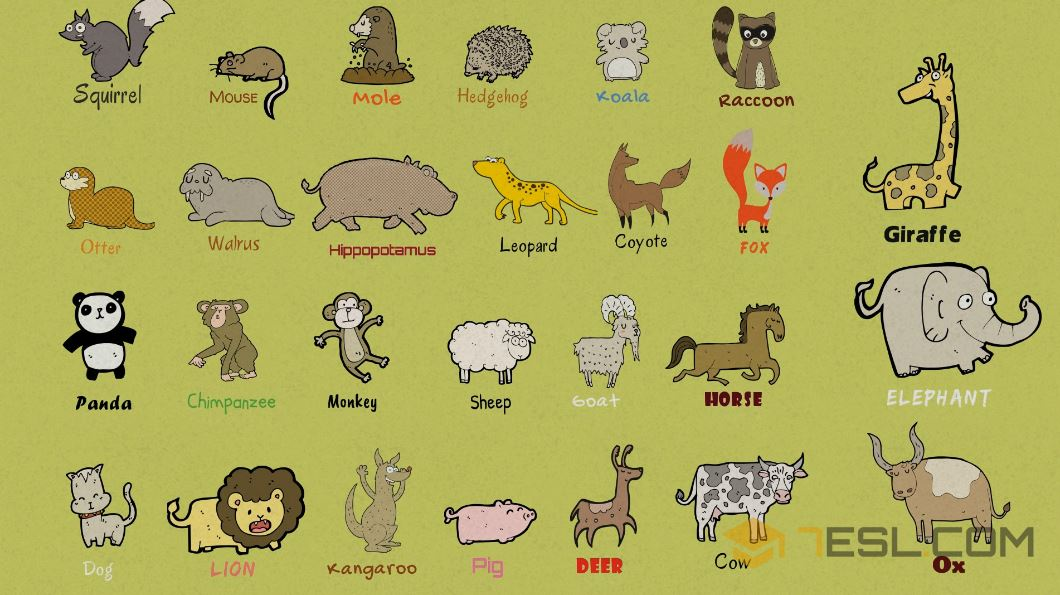 Squirrel
Mouse
Mole
Hedgehog
Koala
Raccoon
Giraffe
Otter
Walrus
Hippopotamus
Leopard
Coyote
FOX
Panda
Chimpanzee
Monkey
Sheep
Goat
HORSE
ELEPHANT
Dog
LION
Kangaroo
Pig
DEER
Cow
Ox
7ESL.COM